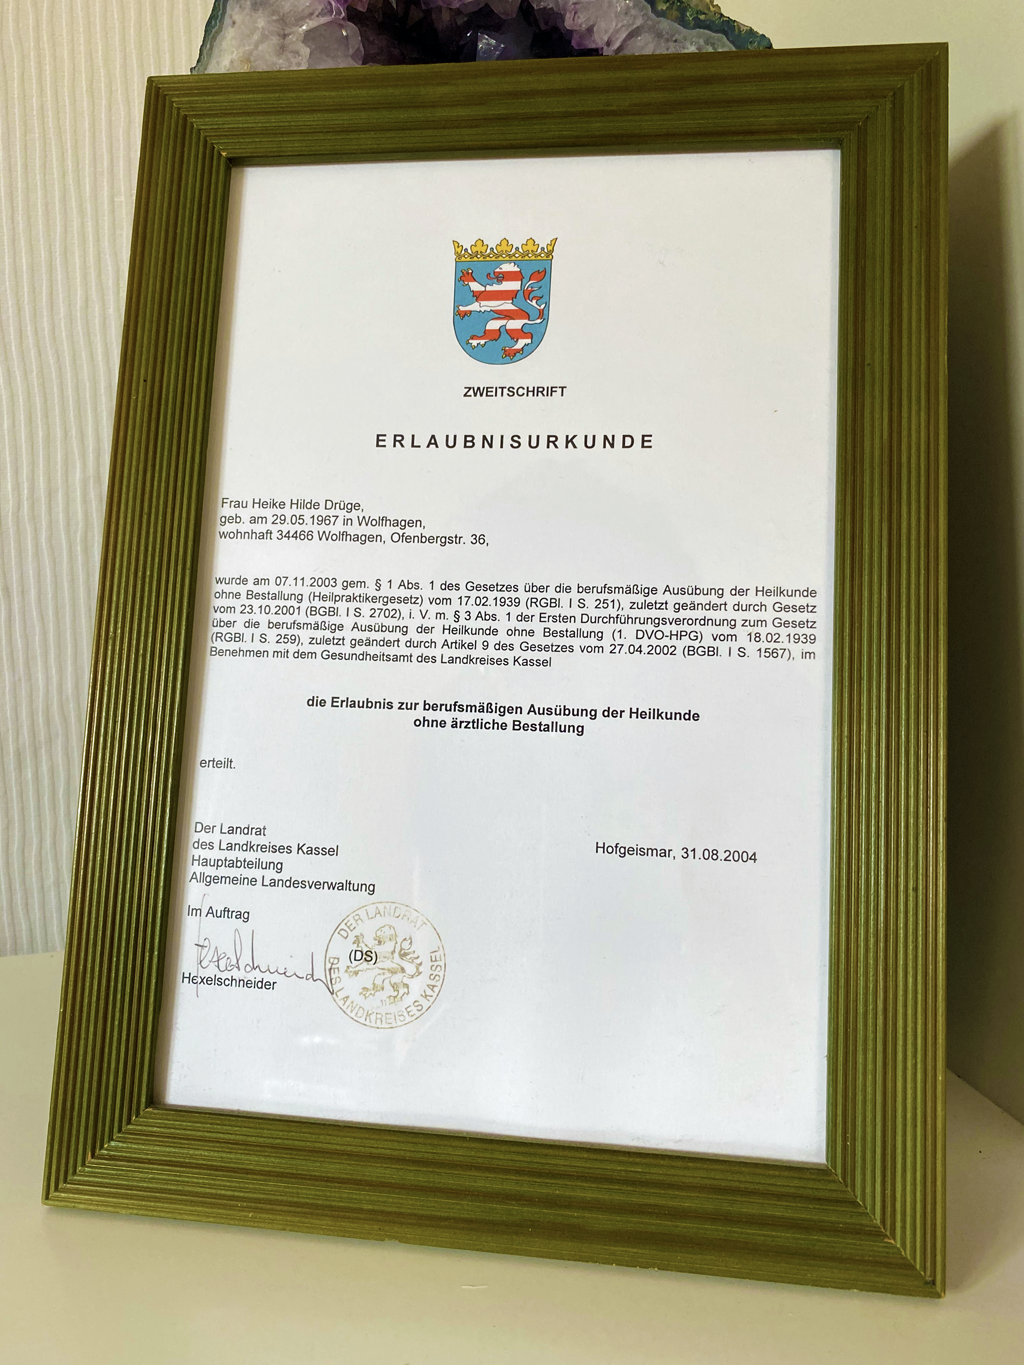 ZWEITSCHRIFT
ERLAUBNISURKUNDE
Frau Heike Hilde Drüge,
geb. am 29.05.1967 in Wolfhagen,
wohnhaft 34466 Wolfhagen, Ofenbergstr. 36,
wurde am 07.11.2003 gem. § 1 Abs. 1 des Gesetzes über die berufsmäßige Ausübung der Heilkunde
ohne Bestallung (Heilpraktikergesetz) vom 17.02.1939 (RGBl. I S. 251), zuletzt geändert durch Gesetz
vom 23.10.2001 (BGBl. I S. 2702), i. V. m. § 3 Abs. 1 der Ersten Durchführungsverordnung zum Gesetz
über die berufsmäßige Ausübung der Heilkunde ohne Bestallung (1. DVO-HPG) vom 18.02.1939
(RGBl. I S. 259), zuletzt geändert durch Artikel 9 des Gesetzes vom 27.04.2002 (BGBl. I S. 1567), im
Benehmen mit dem Gesundheitsamt des Landkreises Kassel
die Erlaubnis zur berufsmäßigen Ausübung der Heilkunde
ohne ärztliche Bestallung
erteilt.
Der Landrat
des Landkreises Kassel
Hauptabteilung
Allgemeine Landesverwaltung
Hofgeismar, 31.08.2004
Im Auftrag
Hexelschneider
(DS)
DER LANDRAT
DES LANDKREISES KASSEL